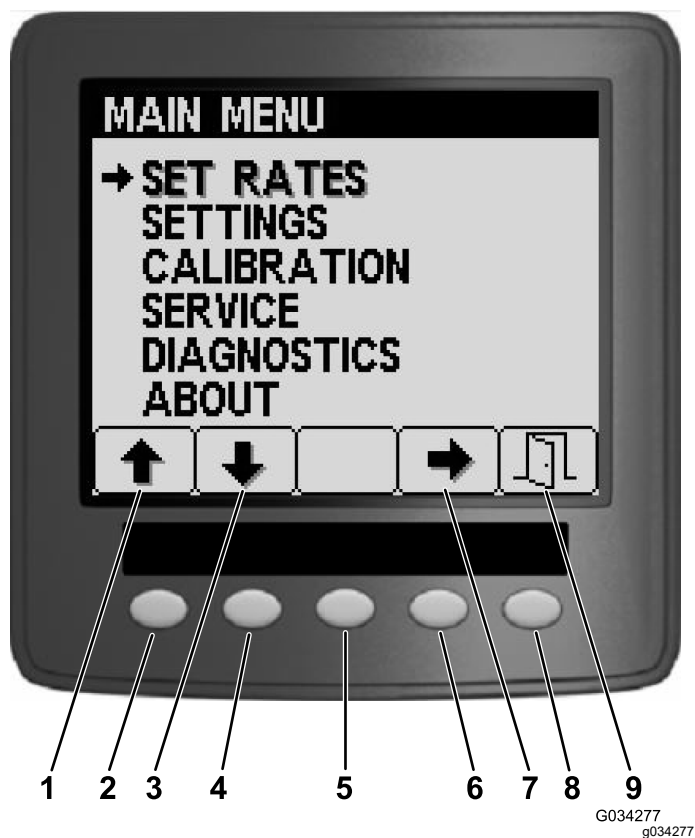 MAIN MENU
SET RATES
SETTINGS
CALIBRATION
SERVICE
DIAGNOSTICS
ABOUT
1 2 3 4 5 6 7 8 9
G034277
g034277